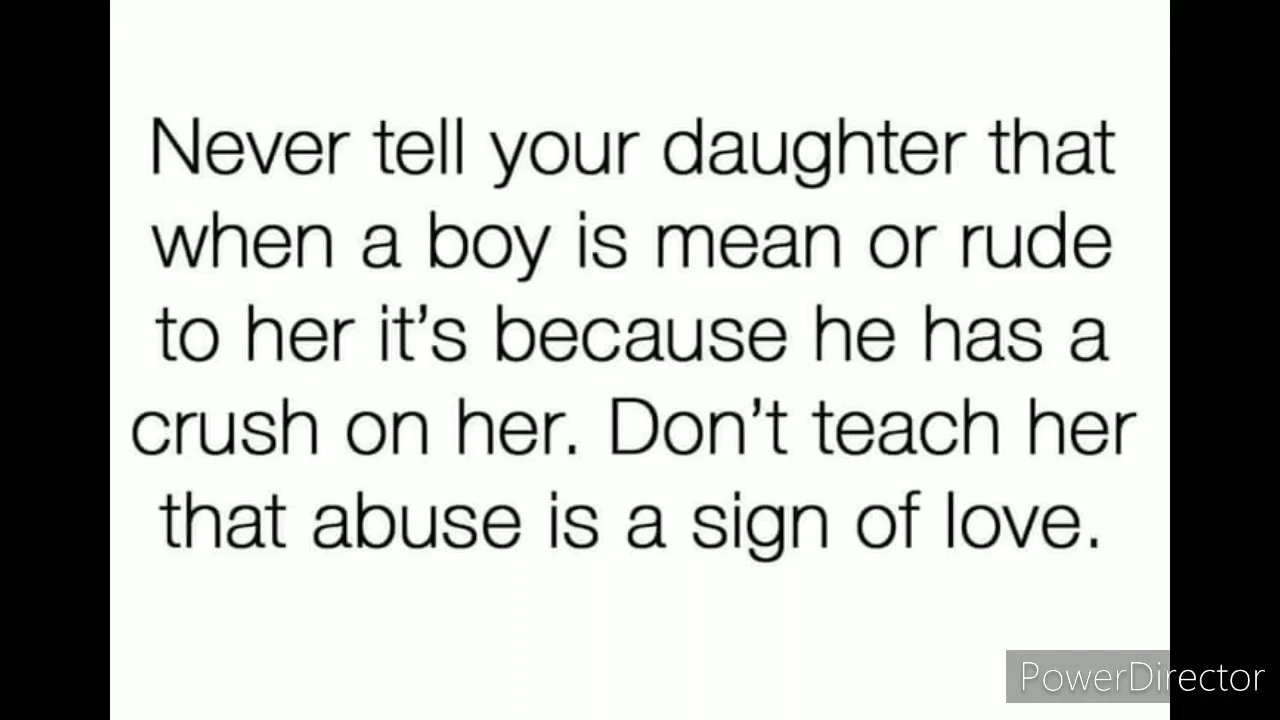 Never tell your daughter that
when a boy is mean or rude
to her it’s because he has a
crush on her. Don’t teach her
that abuse is a sign of love.
PowerDirector